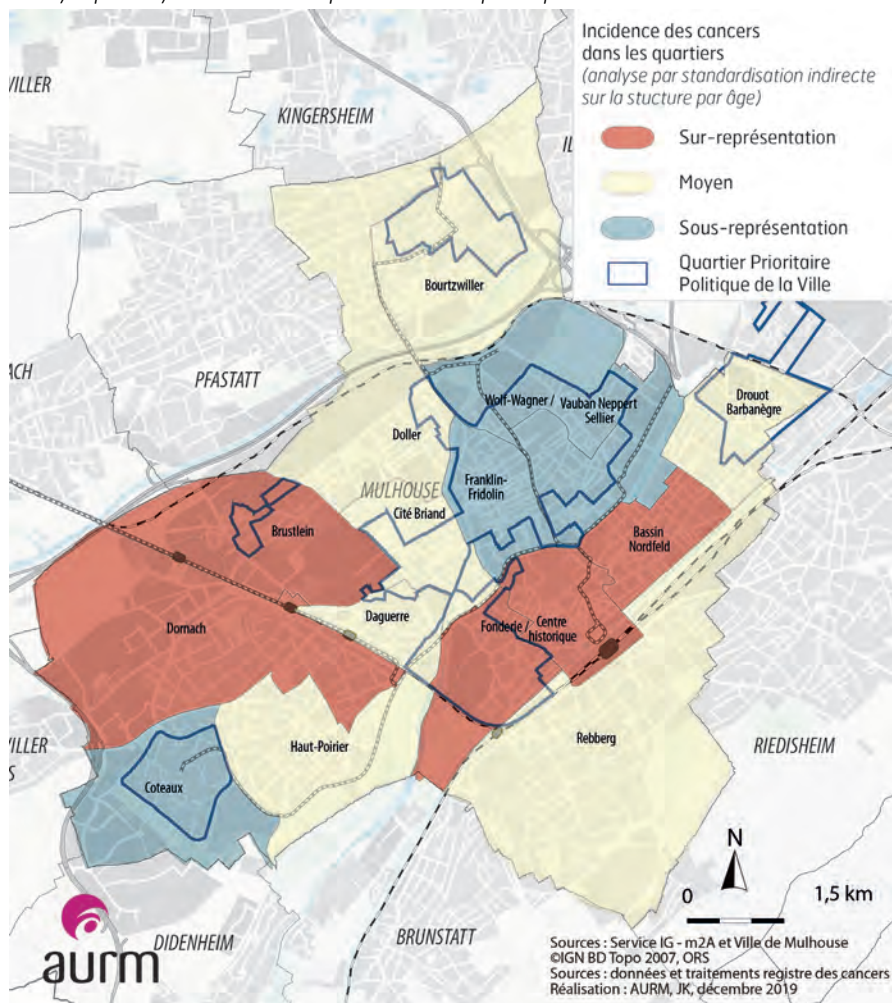 Incidence des cancers
dans les quartiers
(analyse par standardisation indirecte
sur la stucture par âge)
Sur-représentation
Moyen
Sous-représentation
Quartier Prioritaire
Politique de la Ville
VILLER
KINGERSHEIM
Bourtzwiller
ACH
PFASTATT
Wolf-Wagner /
Vauban Neppert
Sellier
Drouot
Barbanègre
Doller
Franklin-
Fridolin
MULHOUSE
Cité Briand
Brustlein
Bassin
Nordfeld
Dornach
Daguerre
Fonderie /
Centre
historique
Haut-Poirier
Rebberg
RIEDISHEIM
VILLER
S
Coteaux
N
0
1,5 km
aurm
DIDENHEIM
BRUNSTATT
Sources : Service IG - m2A et Ville de Mulhouse
©IGN BD Topo 2007, ORS
Sources : données et traitements registre des cancers
Réalisation : AURM, JK, décembre 2019